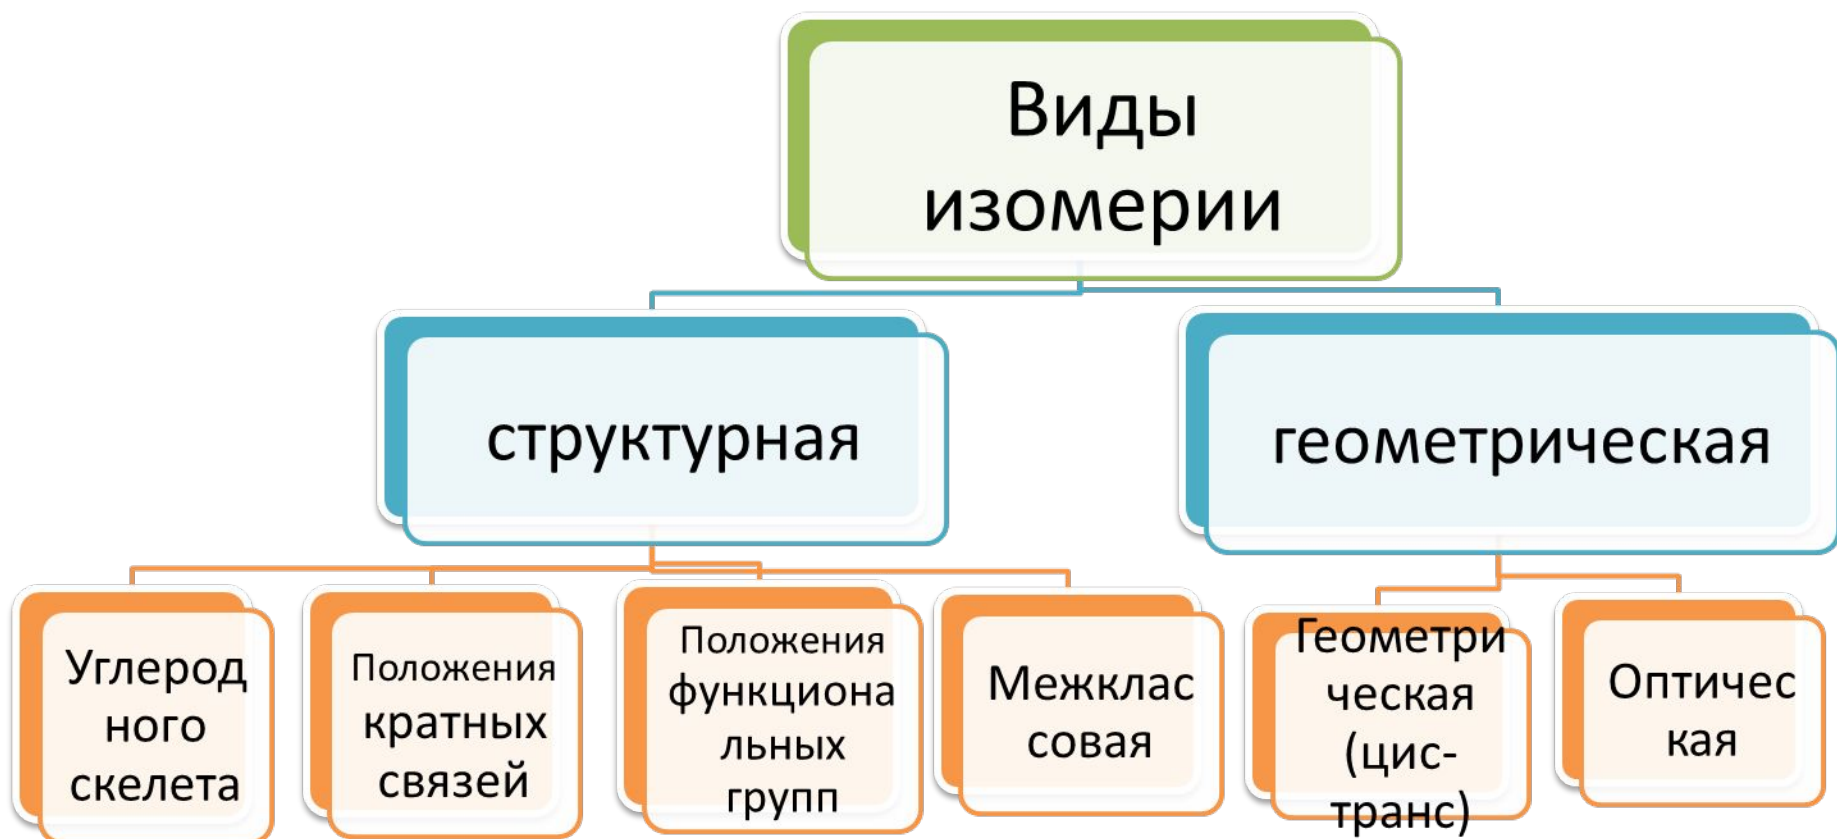 Виды
изомерии
структурная
геометрическая
Углерод
ного
скелета
Положения
кратных
связей
Положения
функциона
льных
групп
Межклас
совая
Геометри
ческая
(цис-
транс)
Оптичес
кая